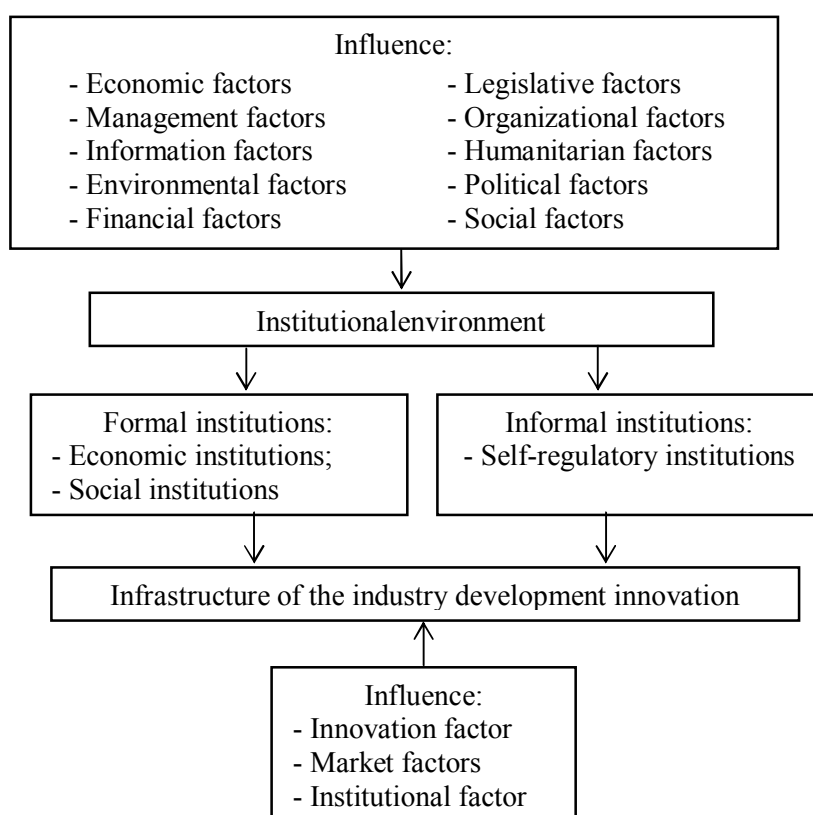 Influence:
- Economic factors
- Management factors
- Information factors
- Environmental factors
- Financial factors
- Legislative factors
- Organizational factors
- Humanitarian factors
- Political factors
- Social factors
Institutionalenvironment
Formal institutions:
- Economic institutions;
- Social institutions
Informal institutions:
- Self-regulatory institutions
Infrastructure of the industry development innovation
Influence:
- Innovation factor
- Market factors
- Institutional factor